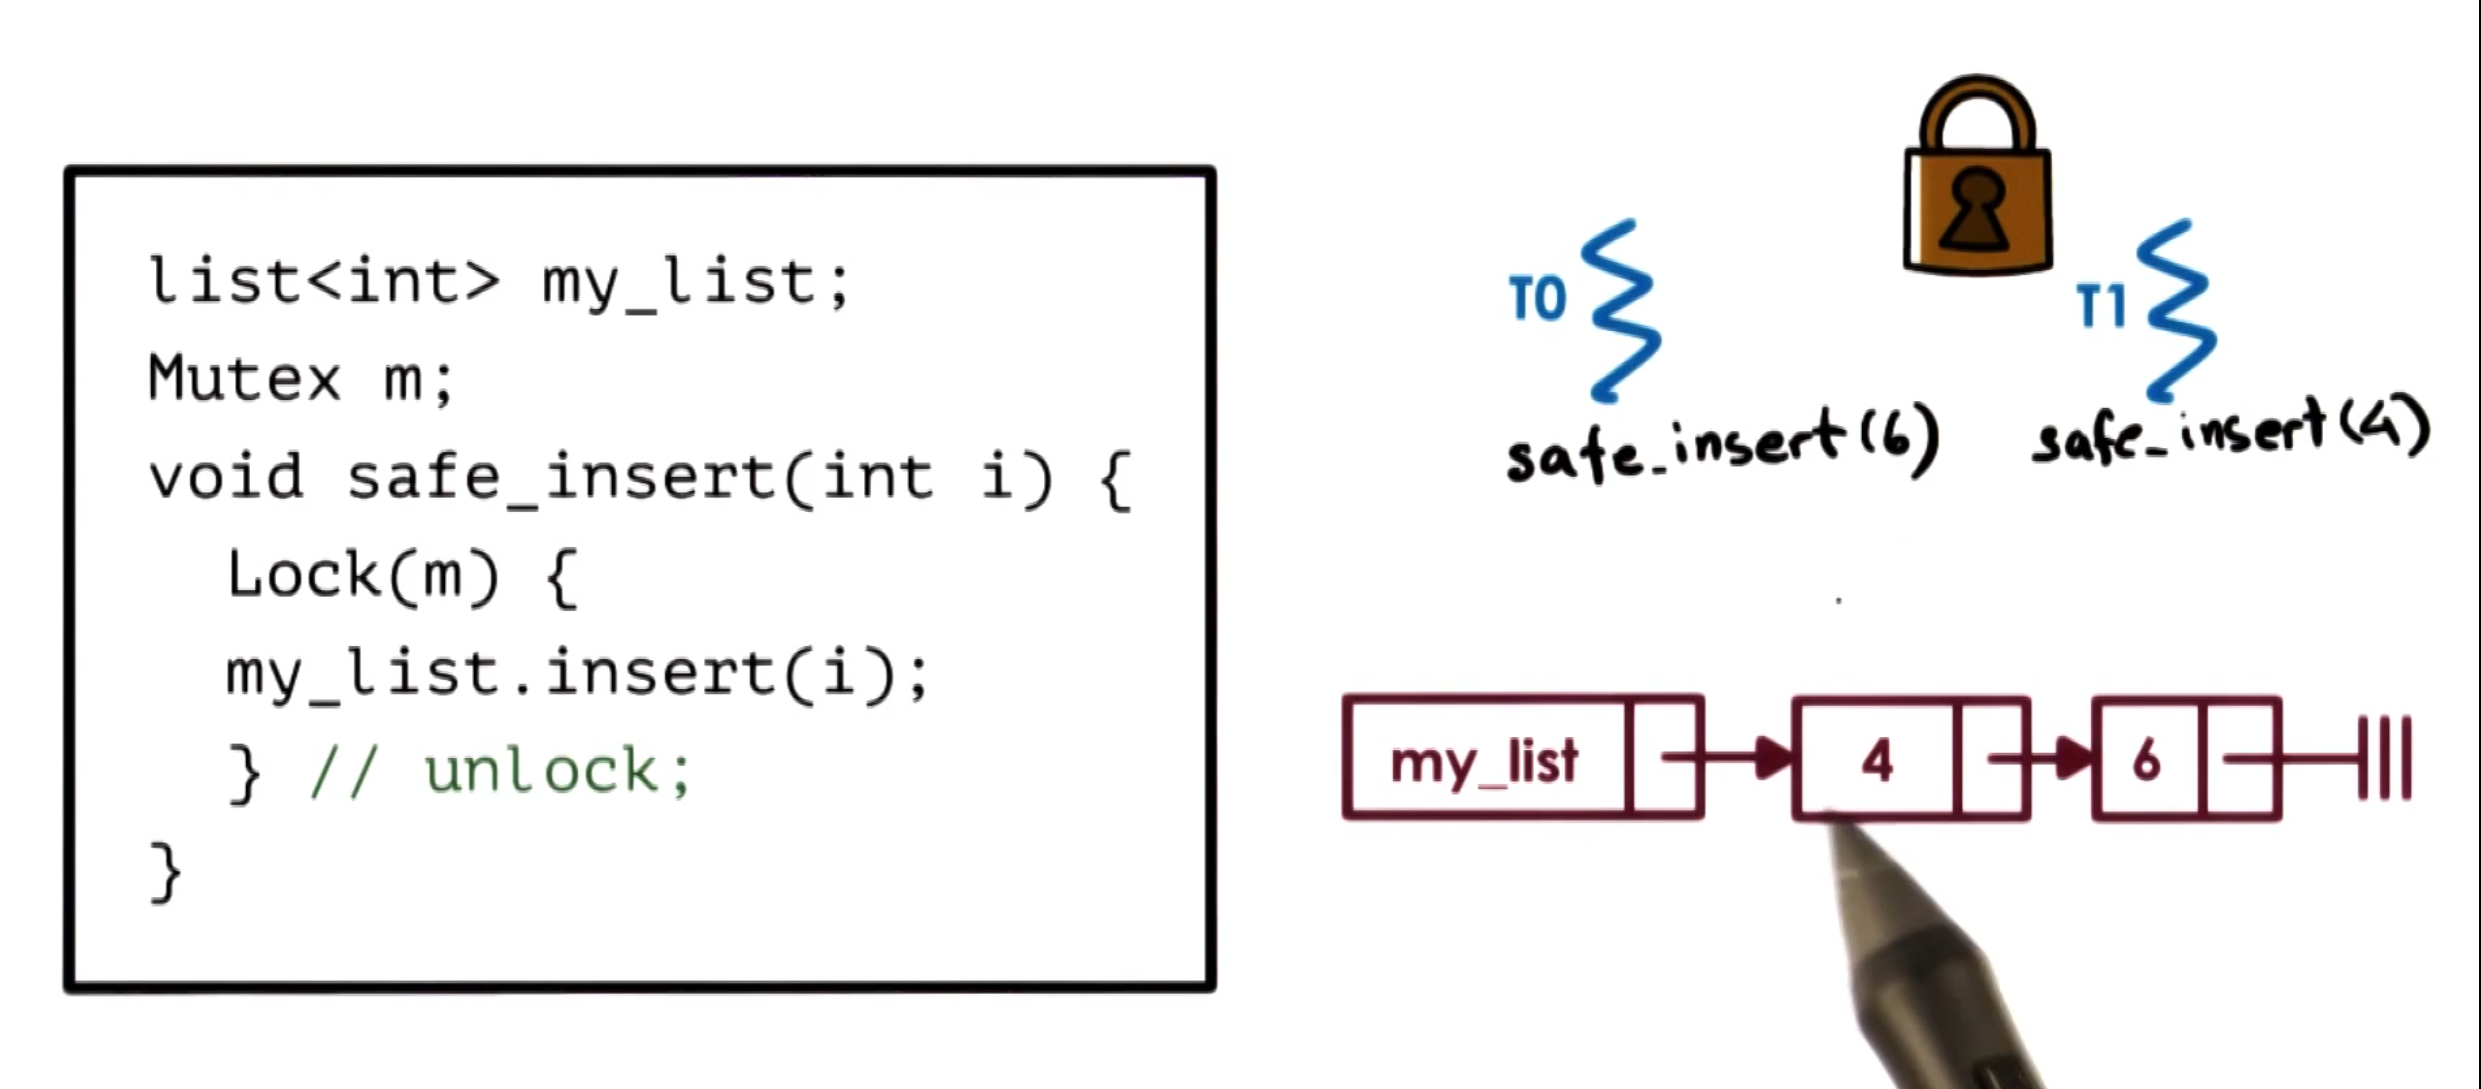 list<int> my_list;
Mutex m;
void safe_insert(int i) {
Lock(m) {
my_list.insert(i);
} // unlock;
}
T0
T1
safe_insert(6)
safe_insert(4)
my_list
4
6